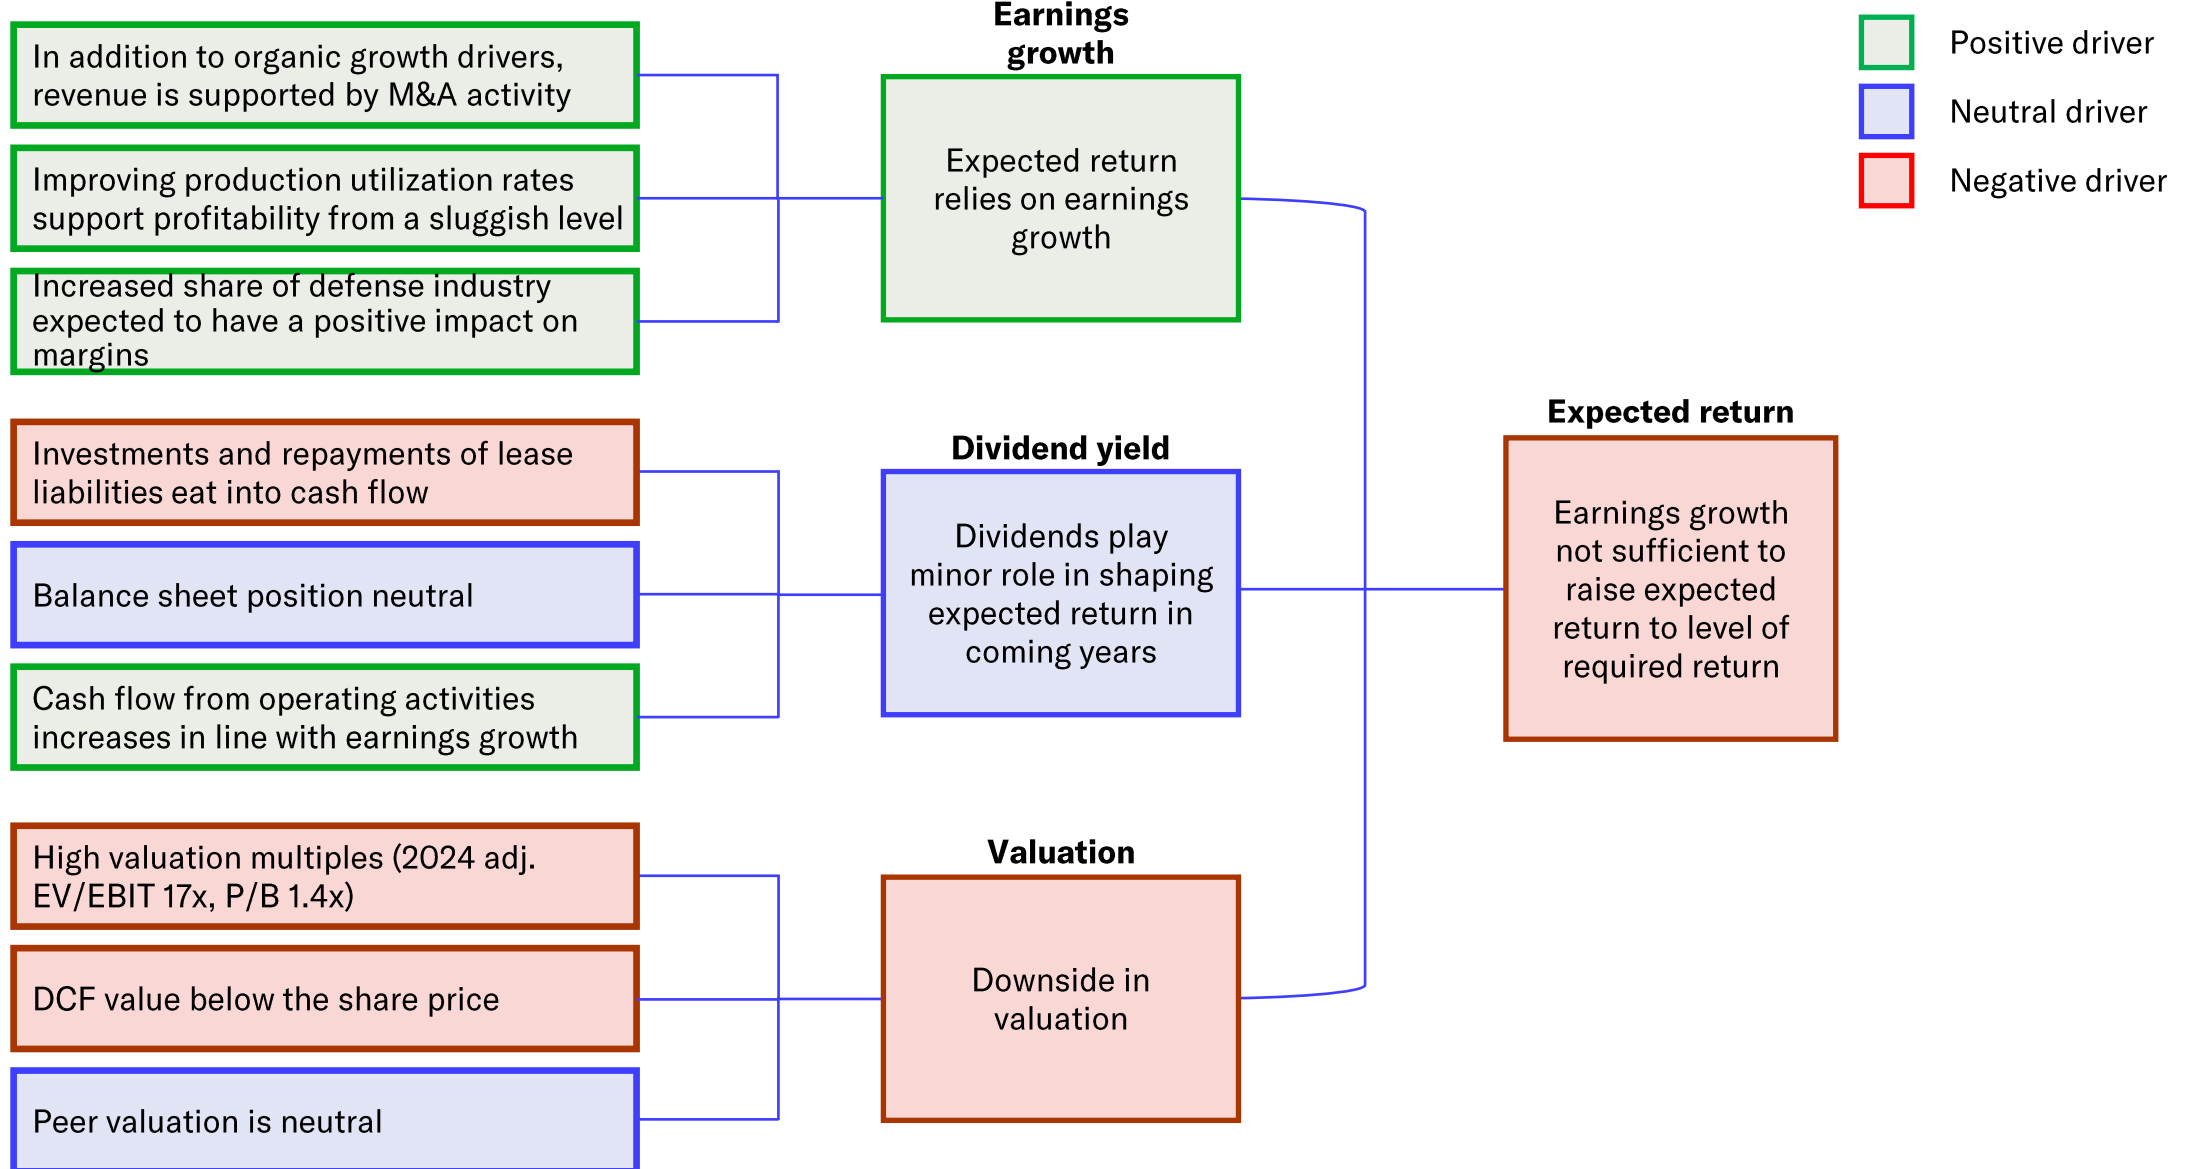 Earnings
growth
In addition to organic growth drivers,
revenue is supported by M&A activity
Improving production utilization rates
support profitability from a sluggish level
Increased share of defense industry
expected to have a positive impact on
margins
Expected return
relies on earnings
growth
Positive driver
Neutral driver
Negative driver
Investments and repayments of lease
liabilities eat into cash flow
Balance sheet position neutral
Cash flow from operating activities
increases in line with earnings growth
Dividend yield
Dividends play
minor role in shaping
expected return in
coming years
Expected return
Earnings growth
not sufficient to
raise expected
return to level of
required return
High valuation multiples (2024 adj.
EV/EBIT 17x, P/B 1.4x)
DCF value below the share price
Peer valuation is neutral
Valuation
Downside in
valuation